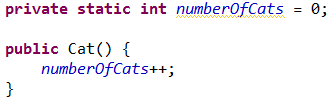 private static int numberOfCats = 0;
public Cat() {
numberOfCats++;
}